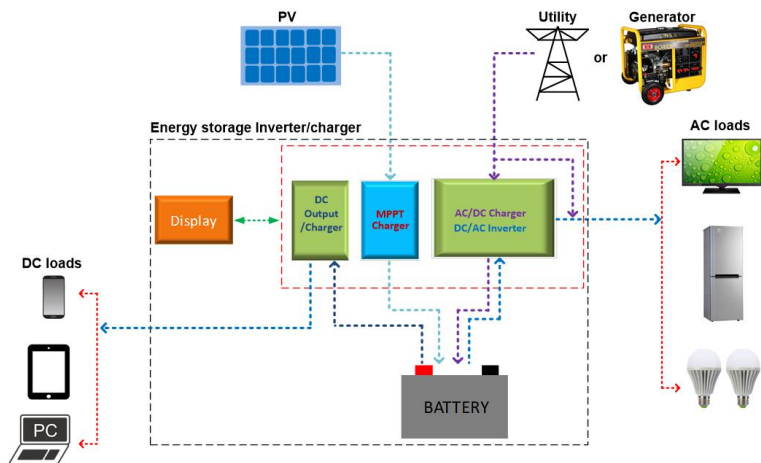 PV
Utility
or
Generator
Energy storage Inverter/charger
AC loads
Display
DC
Output
/Charger
MPPT
Charger
AC/DC Charger
DC/AC Inverter
DC loads
BATTERY
PC